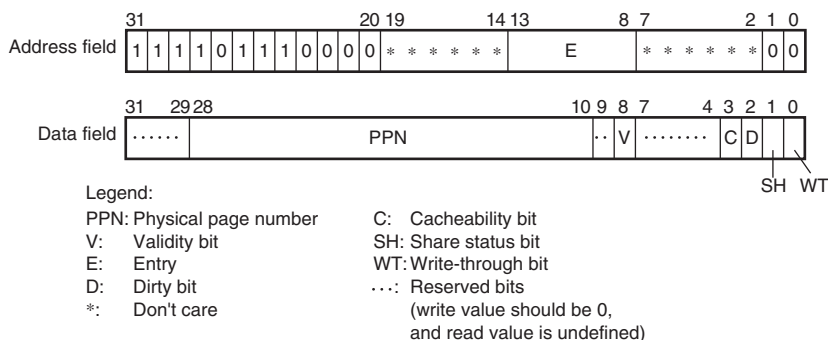 31 20 19 14 13 8 7 2 1 0
Address field 1 1 1 1 0 1 1 1 0 0 0 0 * * * * * * E * * * * * * 0 0
31 29 28 10 9 8 7 4 3 2 1 0
Data field ······ PPN ·· V ········ C D
SH WT
Legend:
PPN: Physical page number C: Cacheability bit
V: Validity bit SH: Share status bit
E: Entry WT: Write-through bit
D: Dirty bit ···: Reserved bits
*: Don't care (write value should be 0,
and read value is undefined)